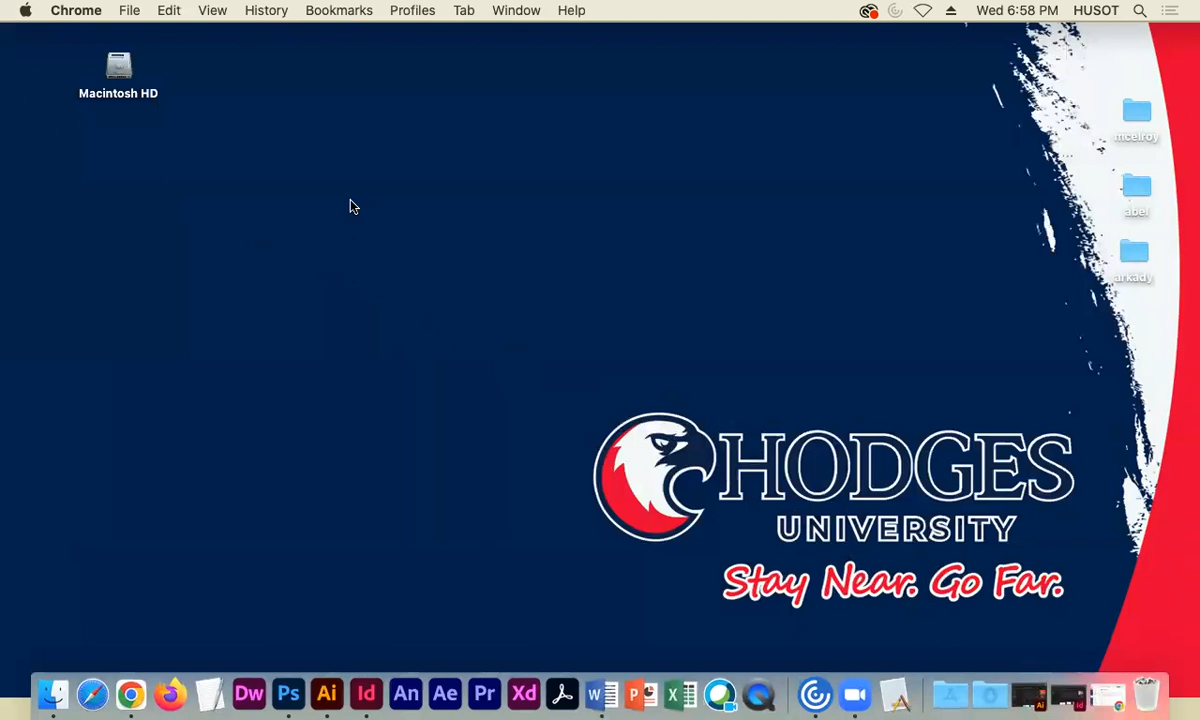 Chrome File Edit View History Bookmarks Profiles Tab Window Help Wed 6:58 PM HUSOT
Macintosh HD
mcelroy
abel
arkady
HODGES
UNIVERSITY
Stay Near. Go Far.
Dw Ps Ai Id An Ae Pr Xd W P X A